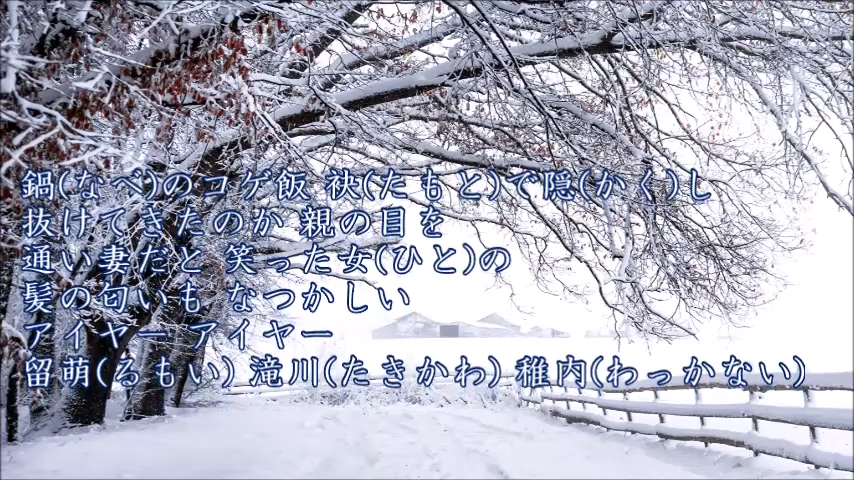 鍋(なべ)のコゲ飯 袂(たもと)で隠(かく)し
抜けてきたのか 親の目を
通い妻だと 笑った女(ひと)の
髪の匂いも なつかしい
アイヤー アイヤー
留萌(るもい) 滝川(たきかわ) 稚内(わっかない)